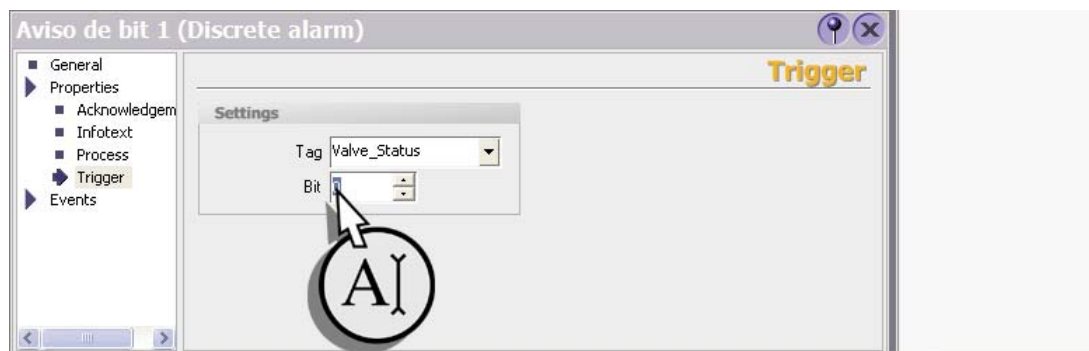 Aviso de bit 1 (Discrete alarm)
General
Properties
Acknowledgem
Infotext
Process
Trigger
Events
Trigger
Settings
Tag Valve_Status
Bit
A